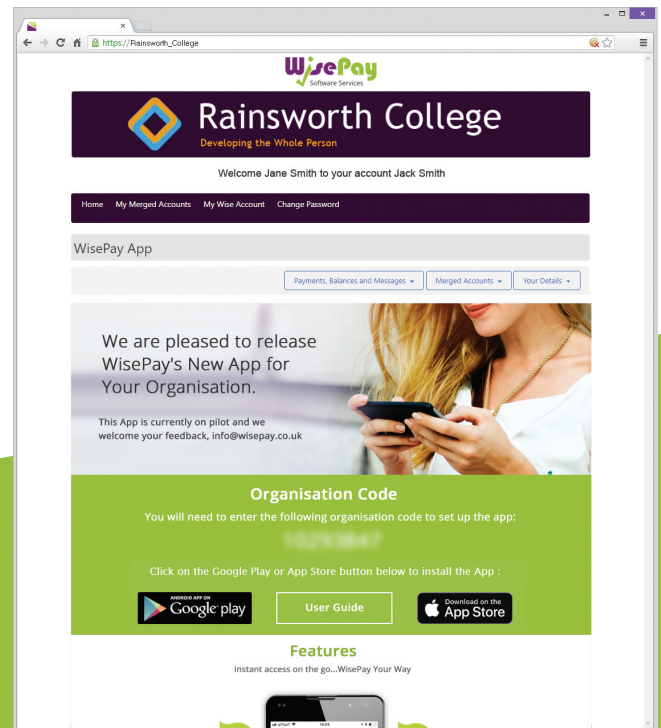 https://Rainsworth_College
WisePay
Software Services
Rainsworth College
Developing the Whole Person
Welcome Jane Smith to your account Jack Smith
Home My Merged Accounts My Wise Account Change Password
WisePay App
Payments, Balances and Messages Merged Accounts Your Details
We are pleased to release
WisePay's New App for
Your Organisation.
This App is currently on pilot and we
welcome your feedback, info@wisepay.co.uk
Organisation Code
You will need to enter the following organisation code to set up the app:
Click on the Google Play or App Store button below to install the App :
ANDROID APP ON
Google play
User Guide
Download on the
App Store
Features
Instant access on the go...WisePay Your Way